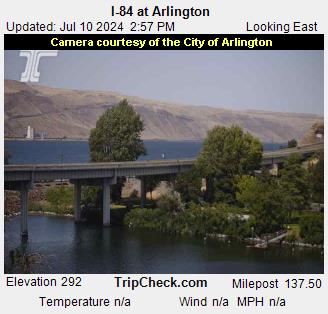 I-84 at Arlington
Updated: Jul 10 2024 2:57 PM Looking East
Camera courtesy of the City of Arlington
Elevation 292 TripCheck.com Milepost 137.50
Temperature n/a Wind n/a MPH n/a